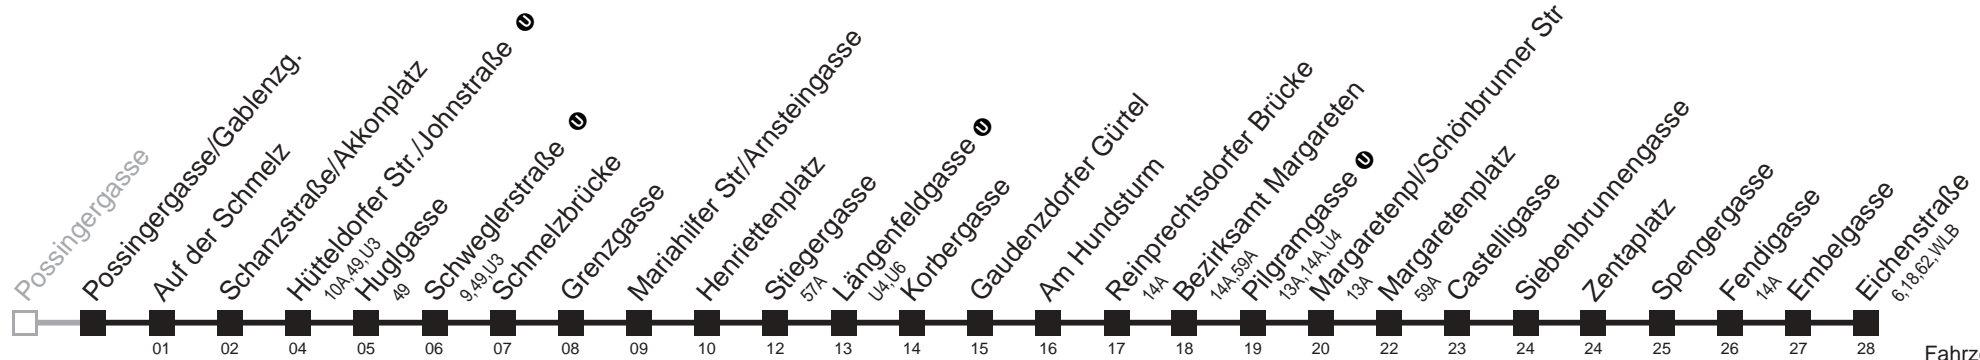 Possingergasse
Possingergasse/Gablenzg.
Auf der Schmelz
Schanzstraße/Akkonplatz
Hütteldorfer Str./Johnstraße U
10A,49,U3
Huglgasse
49
Schweglerstraße U
9,49,U3
Schmelzbrücke
Grenzgasse
Mariahilfer Str/Arnsteingasse
Henriettenplatz
Stiegergasse
57A
Längenfeldgasse U
U4,U6
Korbergasse
Gaudenzdorfer Gürtel
Am Hundsturm
Reinprechtsdorfer Brücke
14A
Bezirksamt Margareten
14A,59A
Pilgramgasse U
13A,14A,U4
Margaretenpl/Schönbrunner Str
13A
Margaretenplatz
59A
Castelligasse
Siebenbrunnengasse
Zentaplatz
Spengergasse
Fendigasse
14A
Embelgasse
Eichenstraße
6,18,62,WLB
01 02 04 05 06 07 08 09 10 12 13 14 15 16 17 18 19 20 22 23 24 24 25 26 27 28
Fahrz